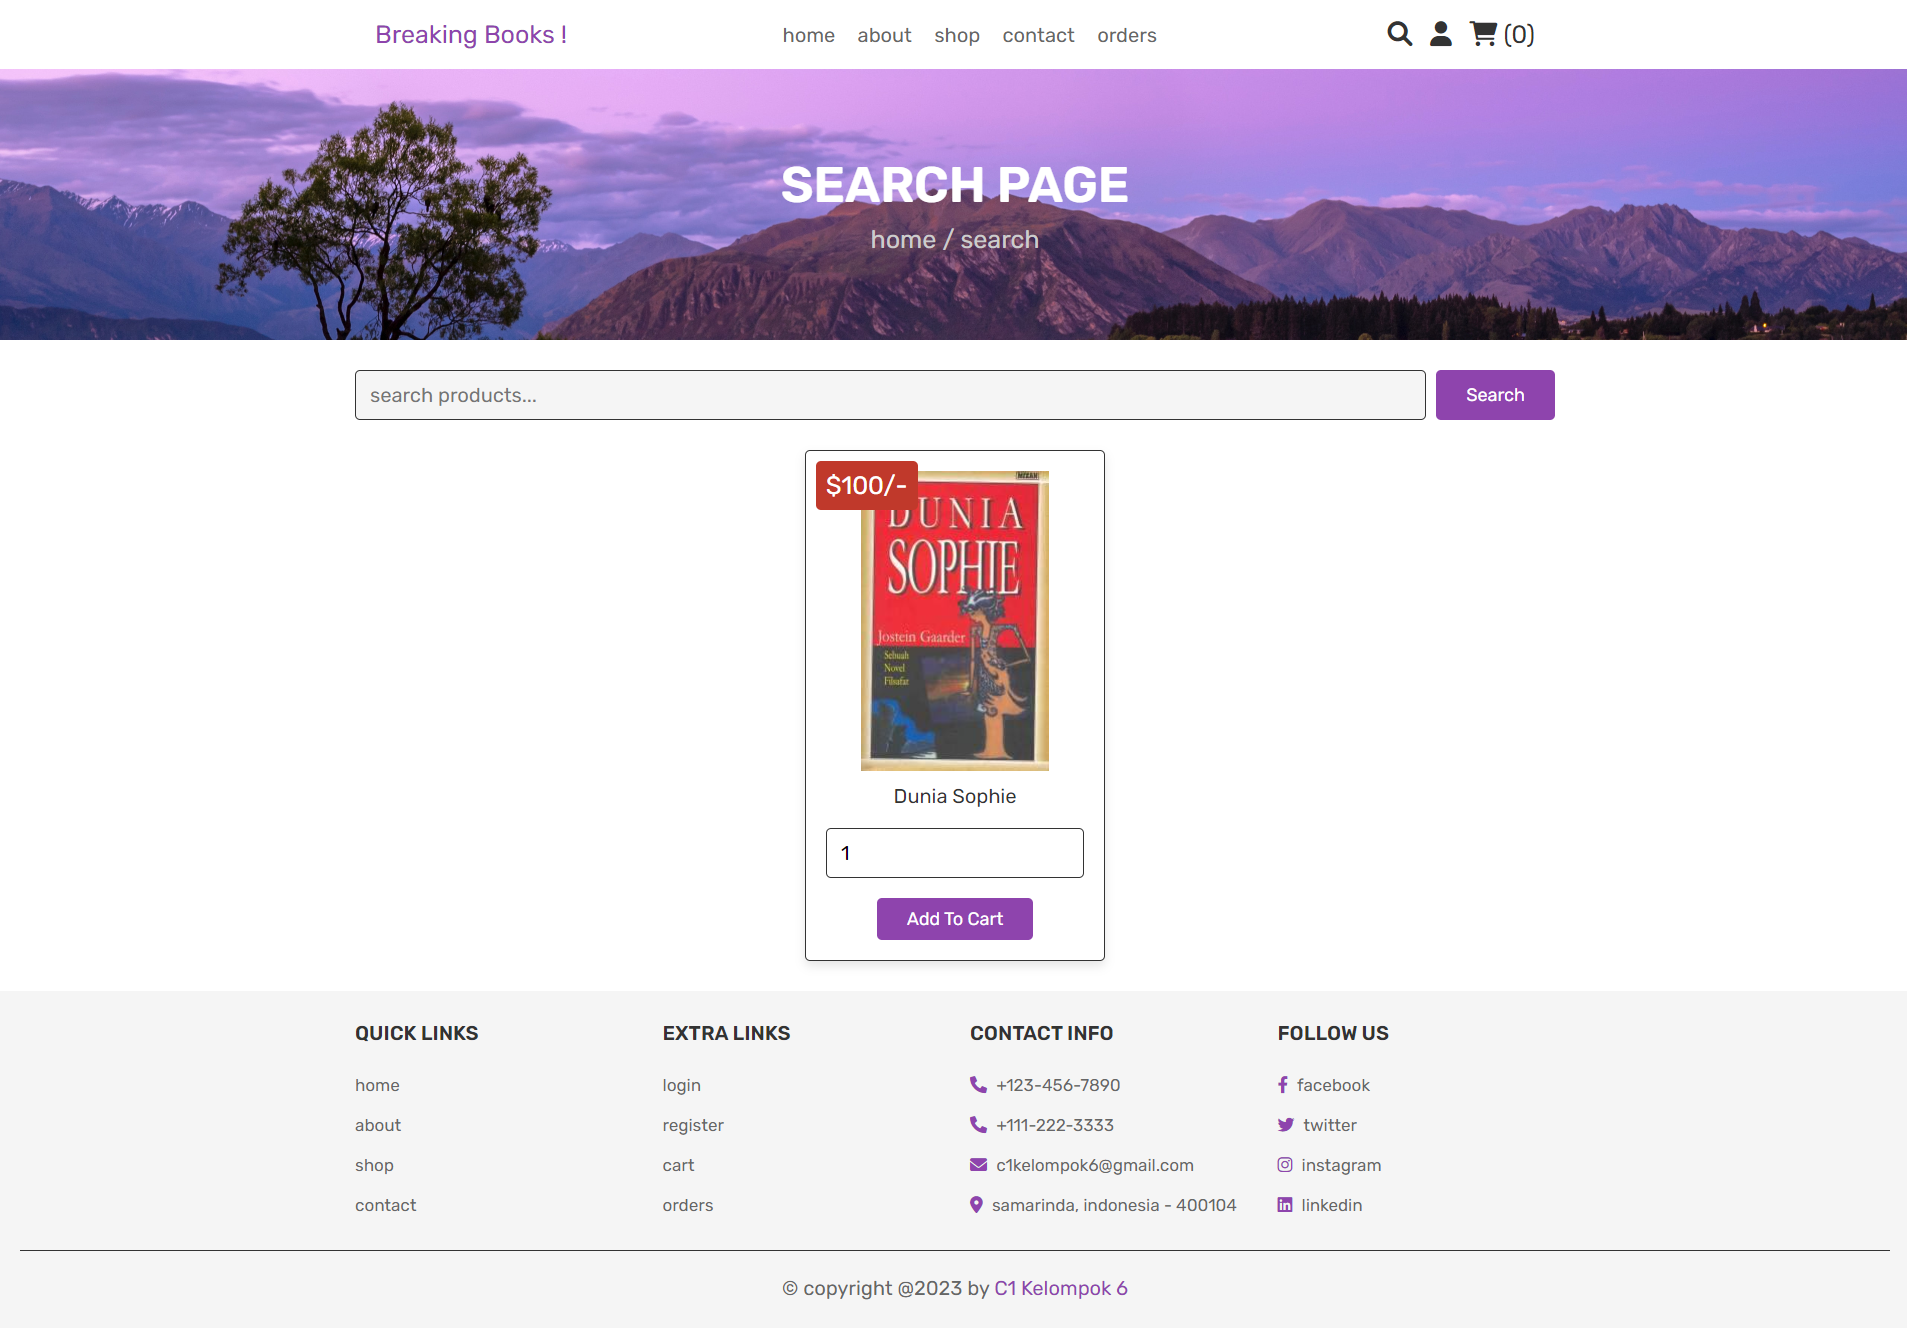 Breaking Books !
home about shop contact orders
(0)
SEARCH PAGE
home / search
search products...
Search
$100/-
MIZAN
DUNIA
SOPHIE
Jostein Gaarder
Sebuah
Novel
Filsafat
Dunia Sophie
1
Add To Cart
QUICK LINKS
home
about
shop
contact
EXTRA LINKS
login
register
cart
orders
CONTACT INFO
+123-456-7890
+111-222-3333
c1kelompok6@gmail.com
samarinda, indonesia - 400104
FOLLOW US
facebook
twitter
instagram
linkedin
© copyright @2023 by C1 Kelompok 6